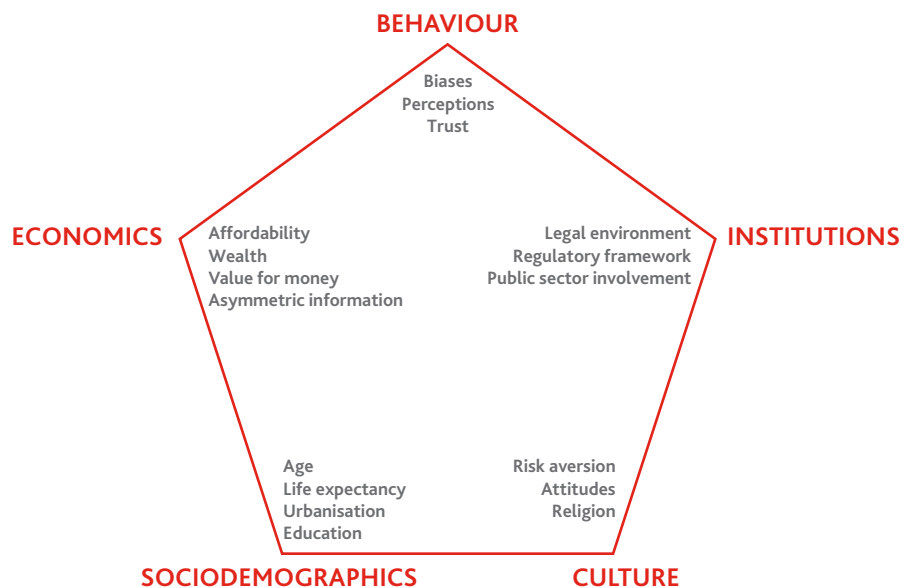 BEHAVIOUR
Biases
Perceptions
Trust
ECONOMICS
Affordability
Wealth
Value for money
Asymmetric information
Legal environment
Regulatory framework
Public sector involvement
INSTITUTIONS
Age
Life expectancy
Urbanisation
Education
SOCIODEMOGRAPHICS
Risk aversion
Attitudes
Religion
CULTURE